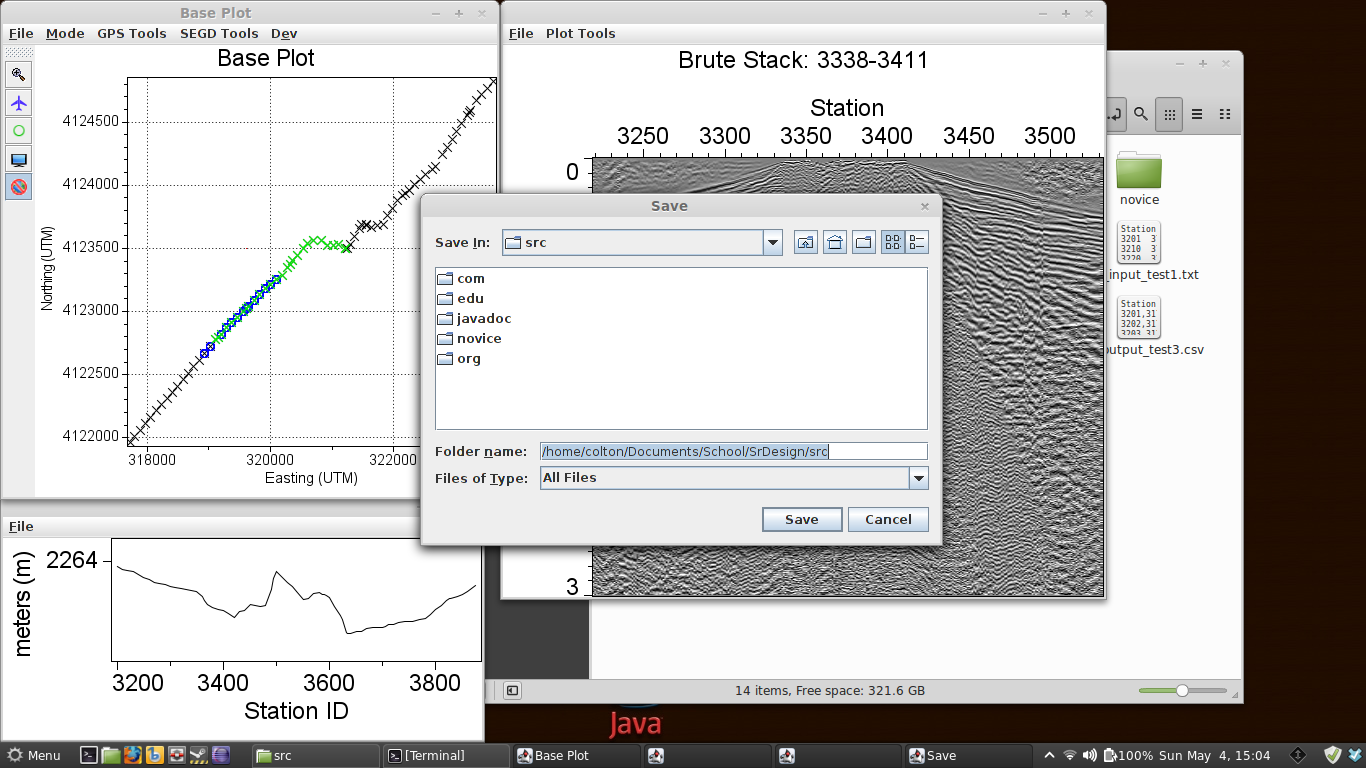 Base Plot
File Mode GPS Tools SEGD Tools Dev
Base Plot
4124500
4124000
4123500
4123000
4122500
4122000
Northing (UTM)
318000 320000 322000
Easting (UTM)
File Plot Tools
Brute Stack: 3338-3411
Station
3250 3300 3350 3400 3450 3500
0
3
novice
Station
3201 3
3210 3
3220 3
_input_test1.txt
Station
3201,31
3202,31
3203,31
output_test3.csv
Save
Save In: src
com
edu
javadoc
novice
org
Folder name: /home/colton/Documents/School/SrDesign/src
Files of Type: All Files
Save Cancel
File
2264
meters (m)
3200 3400 3600 3800
Station ID
14 items, Free space: 321.6 GB
Java
Menu src [Terminal] Base Plot Save 100% Sun May 4, 15:04